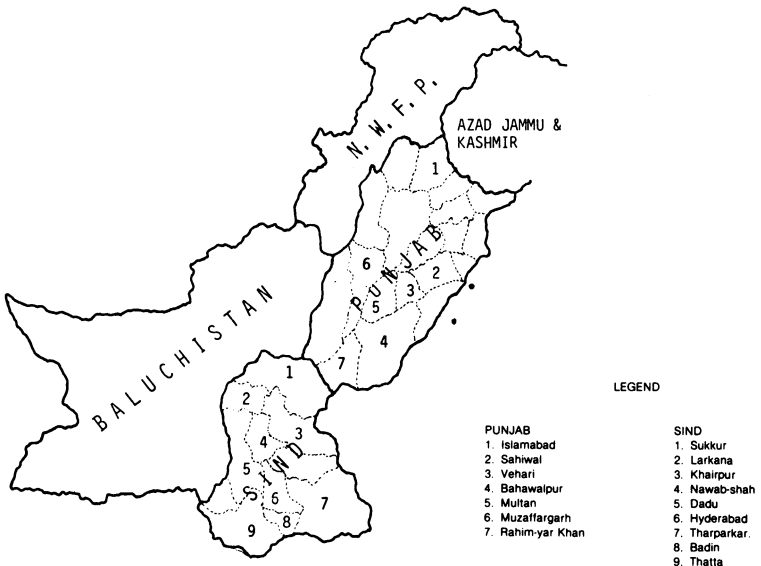 N. W. F. P.
AZAD JAMMU &
KASHMIR
1
PUNJAB
6
2
3
5
4
7
BALUCHISTAN
1
2
3
4
5
SIND
6
7
8
9
LEGEND
PUNJAB
1. Islamabad
2. Sahiwal
3. Vehari
4. Bahawalpur
5. Multan
6. Muzaffargarh
7. Rahim-yar Khan
SIND
1. Sukkur
2. Larkana
3. Khairpur
4. Nawab-shah
5. Dadu
6. Hyderabad
7. Tharparkar.
8. Badin
9. Thatta